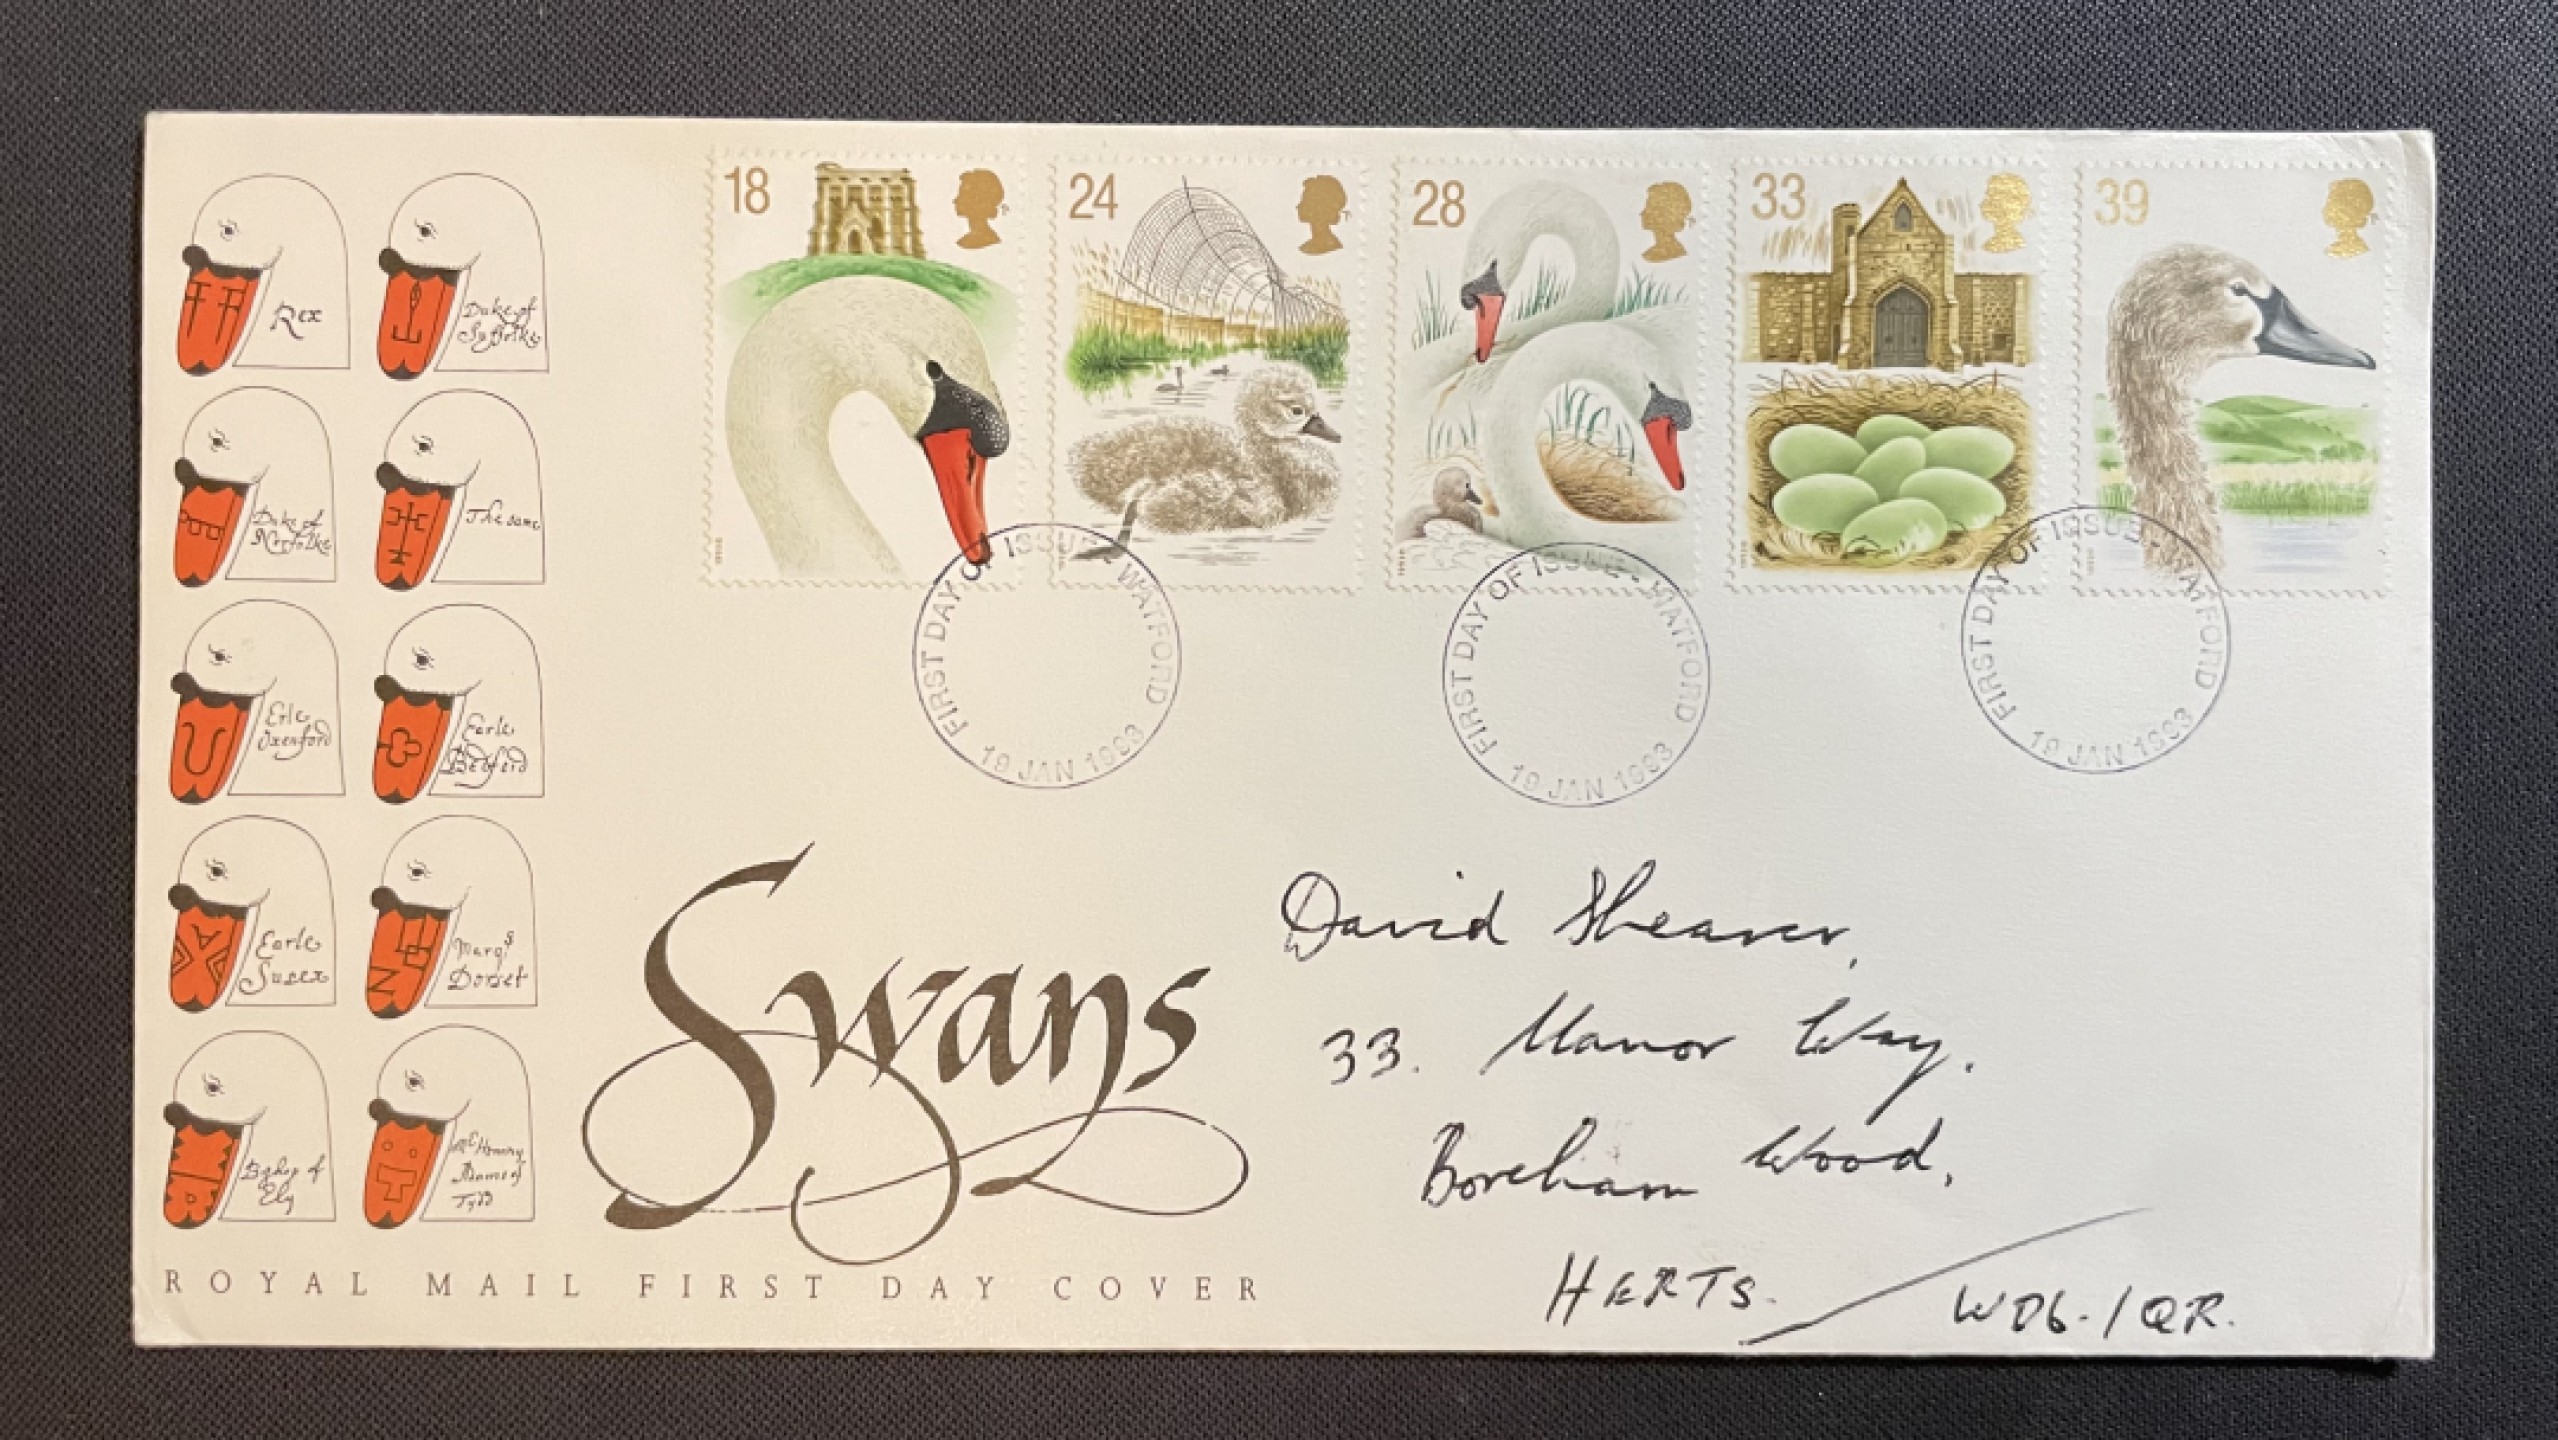 18
24
28
33
39
Rex
Duke of
Suffolke
Duke of
Norfolke
The same
Erle
Oxenford
Earle
Bedford
Earle
Susex
Marqs
Dorset
Bshop of
Ely
Tydd
FIRST DAY OF ISSUE - WATFORD
19 JAN 1993
FIRST DAY OF ISSUE - WATFORD
19 JAN 1993
FIRST DAY OF ISSUE - WATFORD
19 JAN 1993
Swans
ROYAL MAIL FIRST DAY COVER
David Shearer,
33. Manor Way.
Boreham Wood,
HERTS. / WD6-1QR.